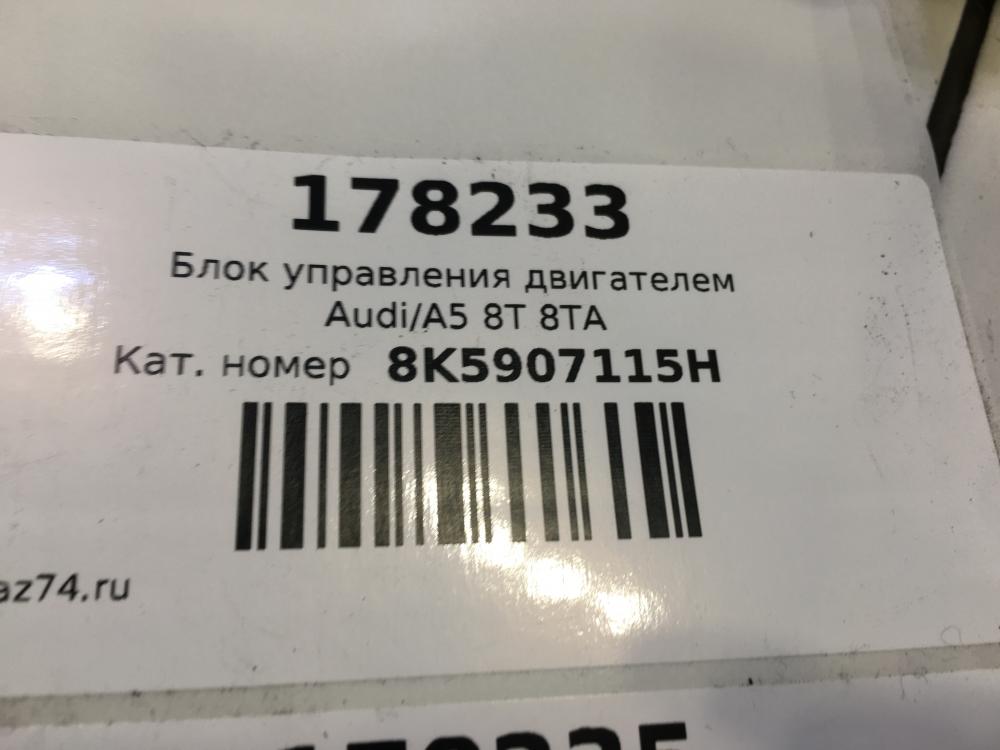 178233
Блок управления двигателем
Audi/A5 8T 8TA
Кат. номер 8K5907115H
az74.ru